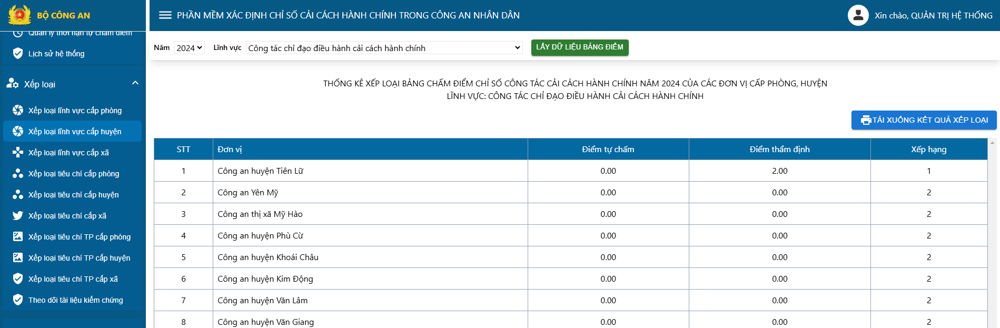 BỘ CÔNG AN
Quản lý thời hạn tự chấm điểm
Lịch sử hệ thống
Xếp loại
Xếp loại lĩnh vực cấp phòng
Xếp loại lĩnh vực cấp huyện
Xếp loại lĩnh vực cấp xã
Xếp loại tiêu chí cấp phòng
Xếp loại tiêu chí cấp huyện
Xếp loại tiêu chí cấp xã
Xếp loại tiêu chí TP cấp phòng
Xếp loại tiêu chí TP cấp huyện
Xếp loại tiêu chí TP cấp xã
Theo dõi tài liệu kiểm chứng
PHẦN MỀM XÁC ĐỊNH CHỈ SỐ CẢI CÁCH HÀNH CHÍNH TRONG CÔNG AN NHÂN DÂN
Xin chào, QUẢN TRỊ HỆ THỐNG
Năm 2024 Lĩnh vực Công tác chỉ đạo điều hành cải cách hành chính LẤY DỮ LIỆU BẢNG ĐIỂM
THỐNG KÊ XẾP LOẠI BẢNG CHẤM ĐIỂM CHỈ SỐ CÔNG TÁC CẢI CÁCH HÀNH CHÍNH NĂM 2024 CỦA CÁC ĐƠN VỊ CẤP PHÒNG, HUYỆN
LĨNH VỰC: CÔNG TÁC CHỈ ĐẠO ĐIỀU HÀNH CẢI CÁCH HÀNH CHÍNH
TẢI XUỐNG KẾT QUẢ XẾP LOẠI
STT Đơn vị Điểm tự chấm Điểm thẩm định Xếp hạng
1 Công an huyện Tiên Lữ 0.00 2.00 1
2 Công an Yên Mỹ 0.00 0.00 2
3 Công an thị xã Mỹ Hào 0.00 0.00 2
4 Công an huyện Phù Cừ 0.00 0.00 2
5 Công an huyện Khoái Châu 0.00 0.00 2
6 Công an huyện Kim Động 0.00 0.00 2
7 Công an huyện Văn Lâm 0.00 0.00 2
8 Công an huyện Văn Giang 0.00 0.00 2